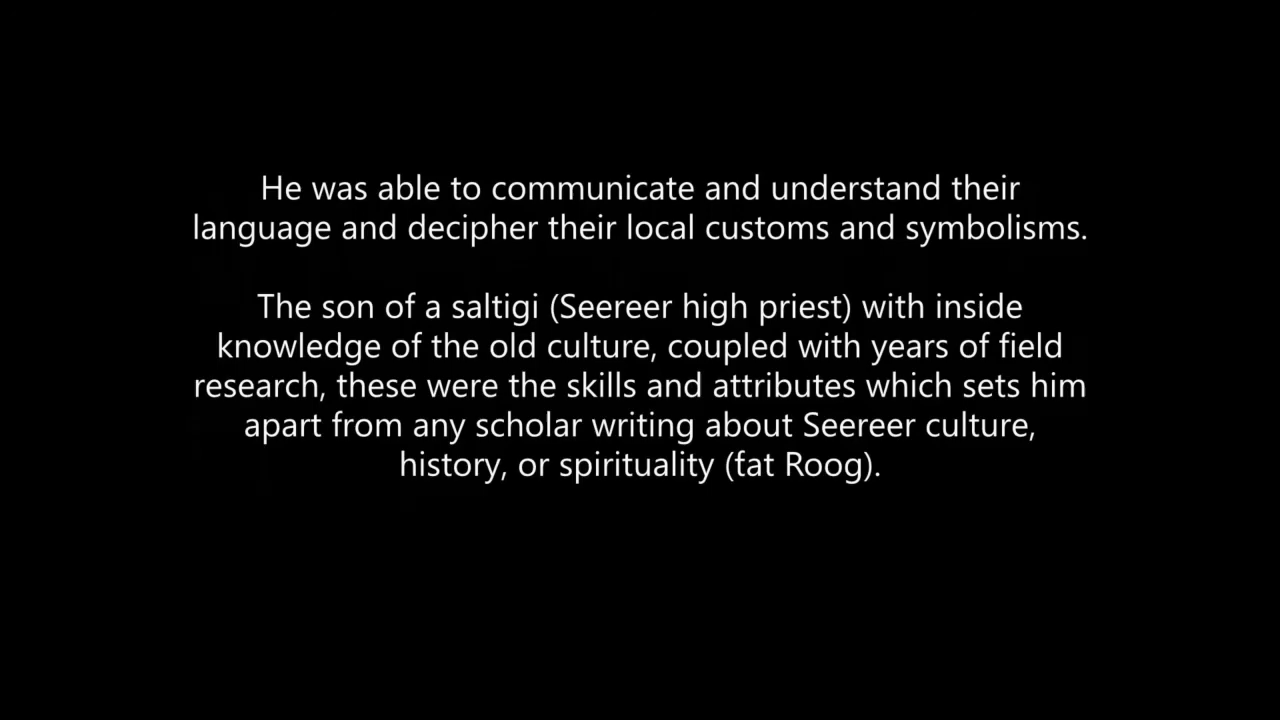 He was able to communicate and understand their
language and decipher their local customs and symbolisms.
The son of a saltigi (Seereer high priest) with inside
knowledge of the old culture, coupled with years of field
research, these were the skills and attributes which sets him
apart from any scholar writing about Seereer culture,
history, or spirituality (fat Roog).